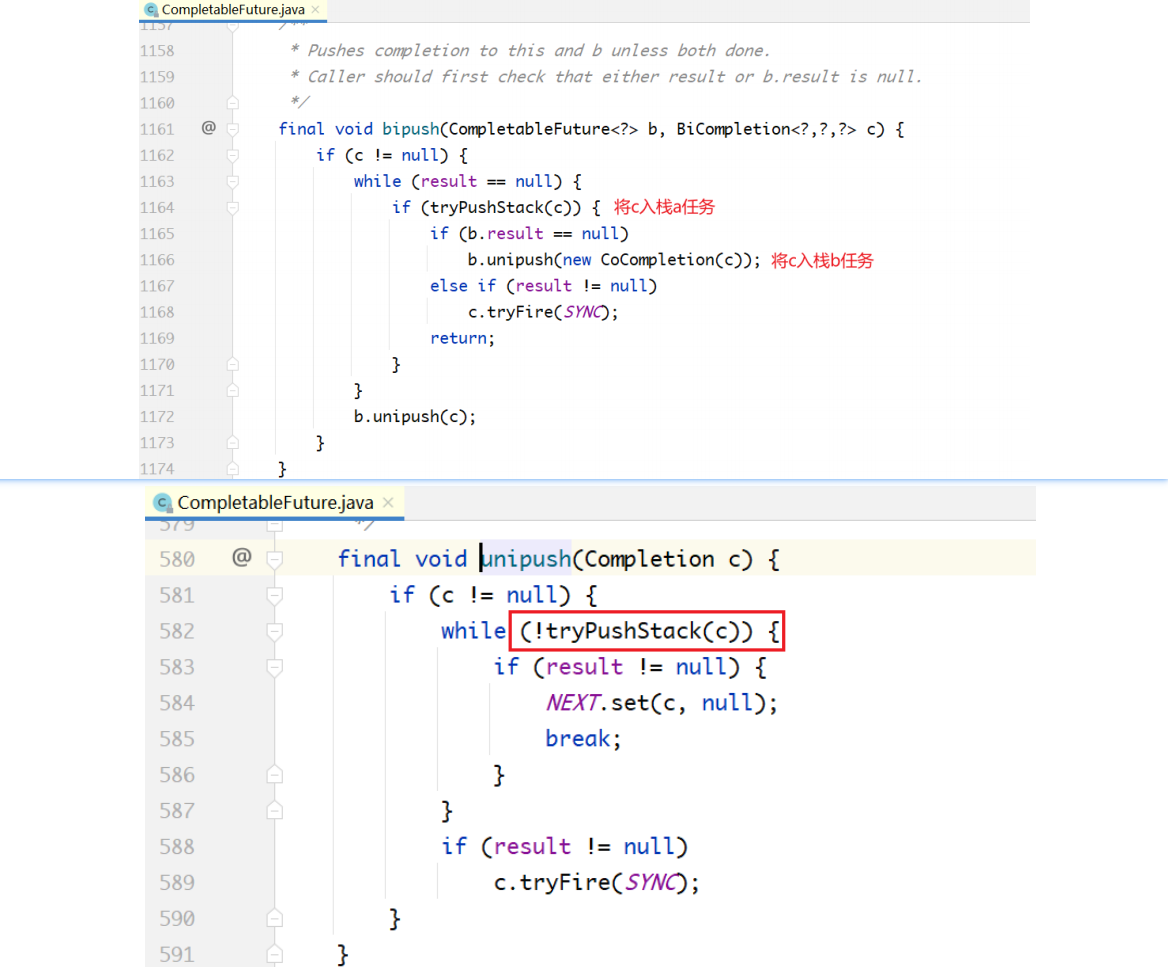 CompletableFuture.java
1157 /**
1158 * Pushes completion to this and b unless both done.
1159 * Caller should first check that either result or b.result is null.
1160 */
1161 @ final void bipush(CompletableFuture<?> b, BiCompletion<?,?,?> c) {
1162 if (c != null) {
1163 while (result == null) {
1164 if (tryPushStack(c)) { 将c入栈a任务
1165 if (b.result == null)
1166 b.unipush(new CoCompletion(c)); 将c入栈b任务
1167 else if (result != null)
1168 c.tryFire(SYNC);
1169 return;
1170 }
1171 }
1172 b.unipush(c);
1173 }
1174 }
CompletableFuture.java
579 */
580 @ final void unipush(Completion c) {
581 if (c != null) {
582 while (!tryPushStack(c)) {
583 if (result != null) {
584 NEXT.set(c, null);
585 break;
586 }
587 }
588 if (result != null)
589 c.tryFire(SYNC);
590 }
591 }